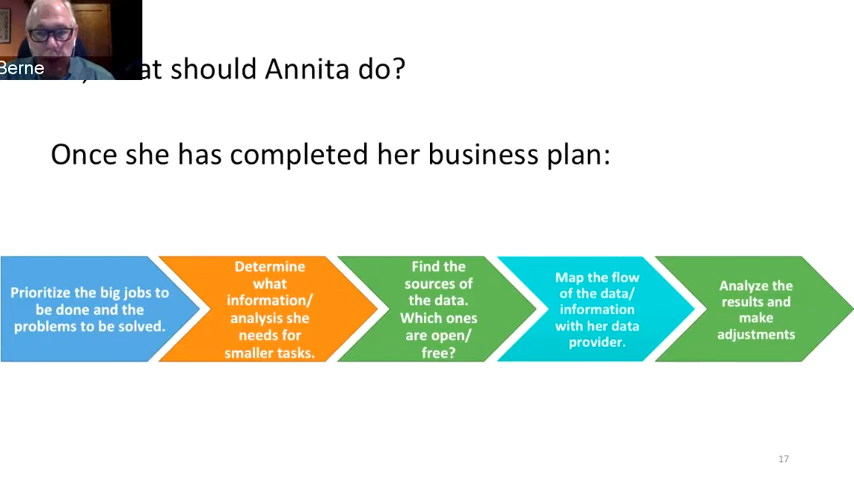 Berne
at should Annita do?
Once she has completed her business plan:
Prioritize the big jobs to
be done and the
problems to be solved.
Determine
what
information/
analysis she
needs for
smaller tasks.
Find the
sources of
the data.
Which ones
are open/
free?
Map the flow
of the data/
information
with her data
provider.
Analyze the
results and
make
adjustments
17